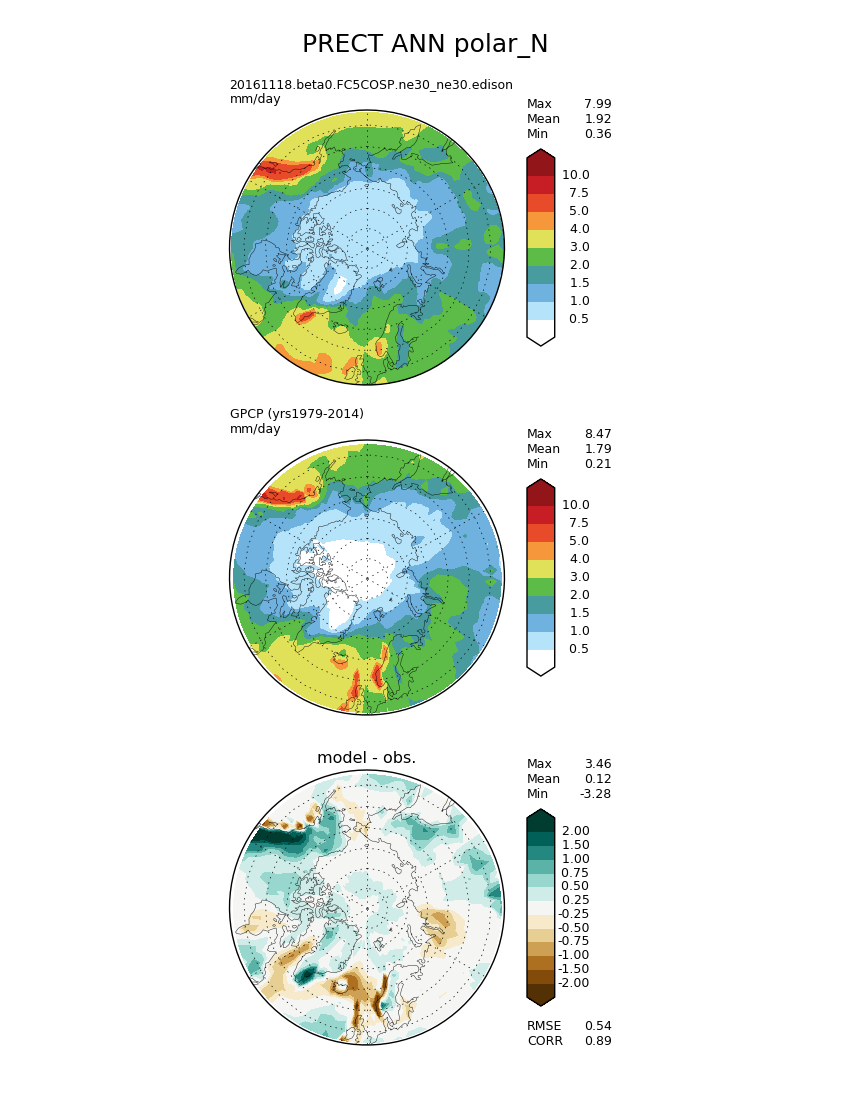 PRECT ANN polar_N
20161118.beta0.FC5COSP.ne30_ne30.edison
mm/day
Max 7.99
Mean 1.92
Min 0.36
10.0
7.5
5.0
4.0
3.0
2.0
1.5
1.0
0.5
GPCP (yrs1979-2014)
mm/day
Max 8.47
Mean 1.79
Min 0.21
10.0
7.5
5.0
4.0
3.0
2.0
1.5
1.0
0.5
model - obs.
Max 3.46
Mean 0.12
Min -3.28
2.00
1.50
1.00
0.75
0.50
0.25
-0.25
-0.50
-0.75
-1.00
-1.50
-2.00
RMSE 0.54
CORR 0.89